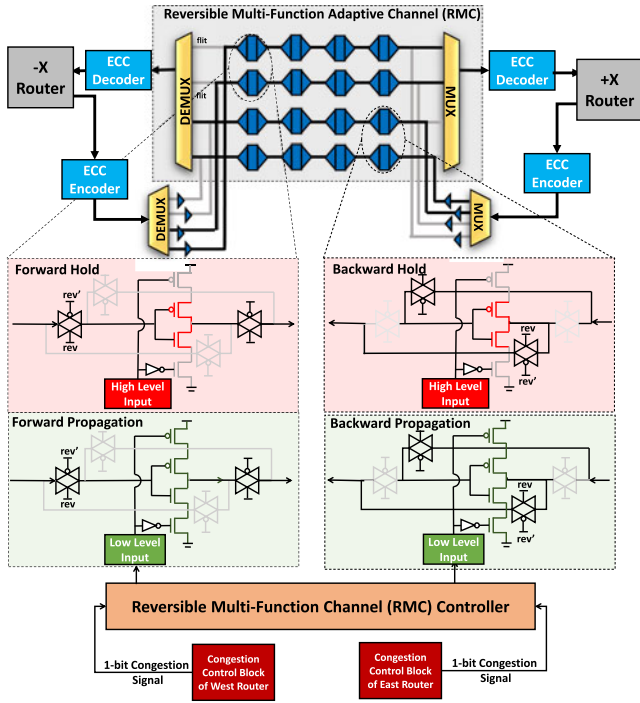 Reversible Multi-Function Adaptive Channel (RMC)
-X
Router
ECC
Decoder
DEMUX
flit
flit
MUX
ECC
Decoder
+X
Router
ECC
Encoder
DEMUX
MUX
ECC
Encoder
Forward Hold
rev'
rev
High Level
Input
Backward Hold
rev
rev'
High Level
Input
Forward Propagation
rev'
rev
Low Level
Input
Backward Propagation
rev
rev'
Low Level
Input
Reversible Multi-Function Channel (RMC) Controller
1-bit Congestion
Signal
Congestion
Control Block
of West Router
Congestion
Control Block
of East Router
1-bit Congestion
Signal